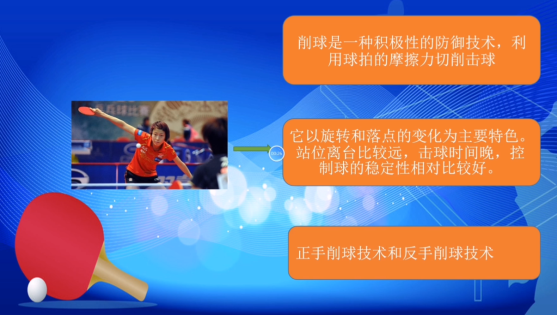 削球是一种积极性的防御技术，利
用球拍的摩擦力切削击球
它以旋转和落点的变化为主要特色。
站位离台比较远，击球时间晚，控
制球的稳定性相对比较好。
正手削球技术和反手削球技术